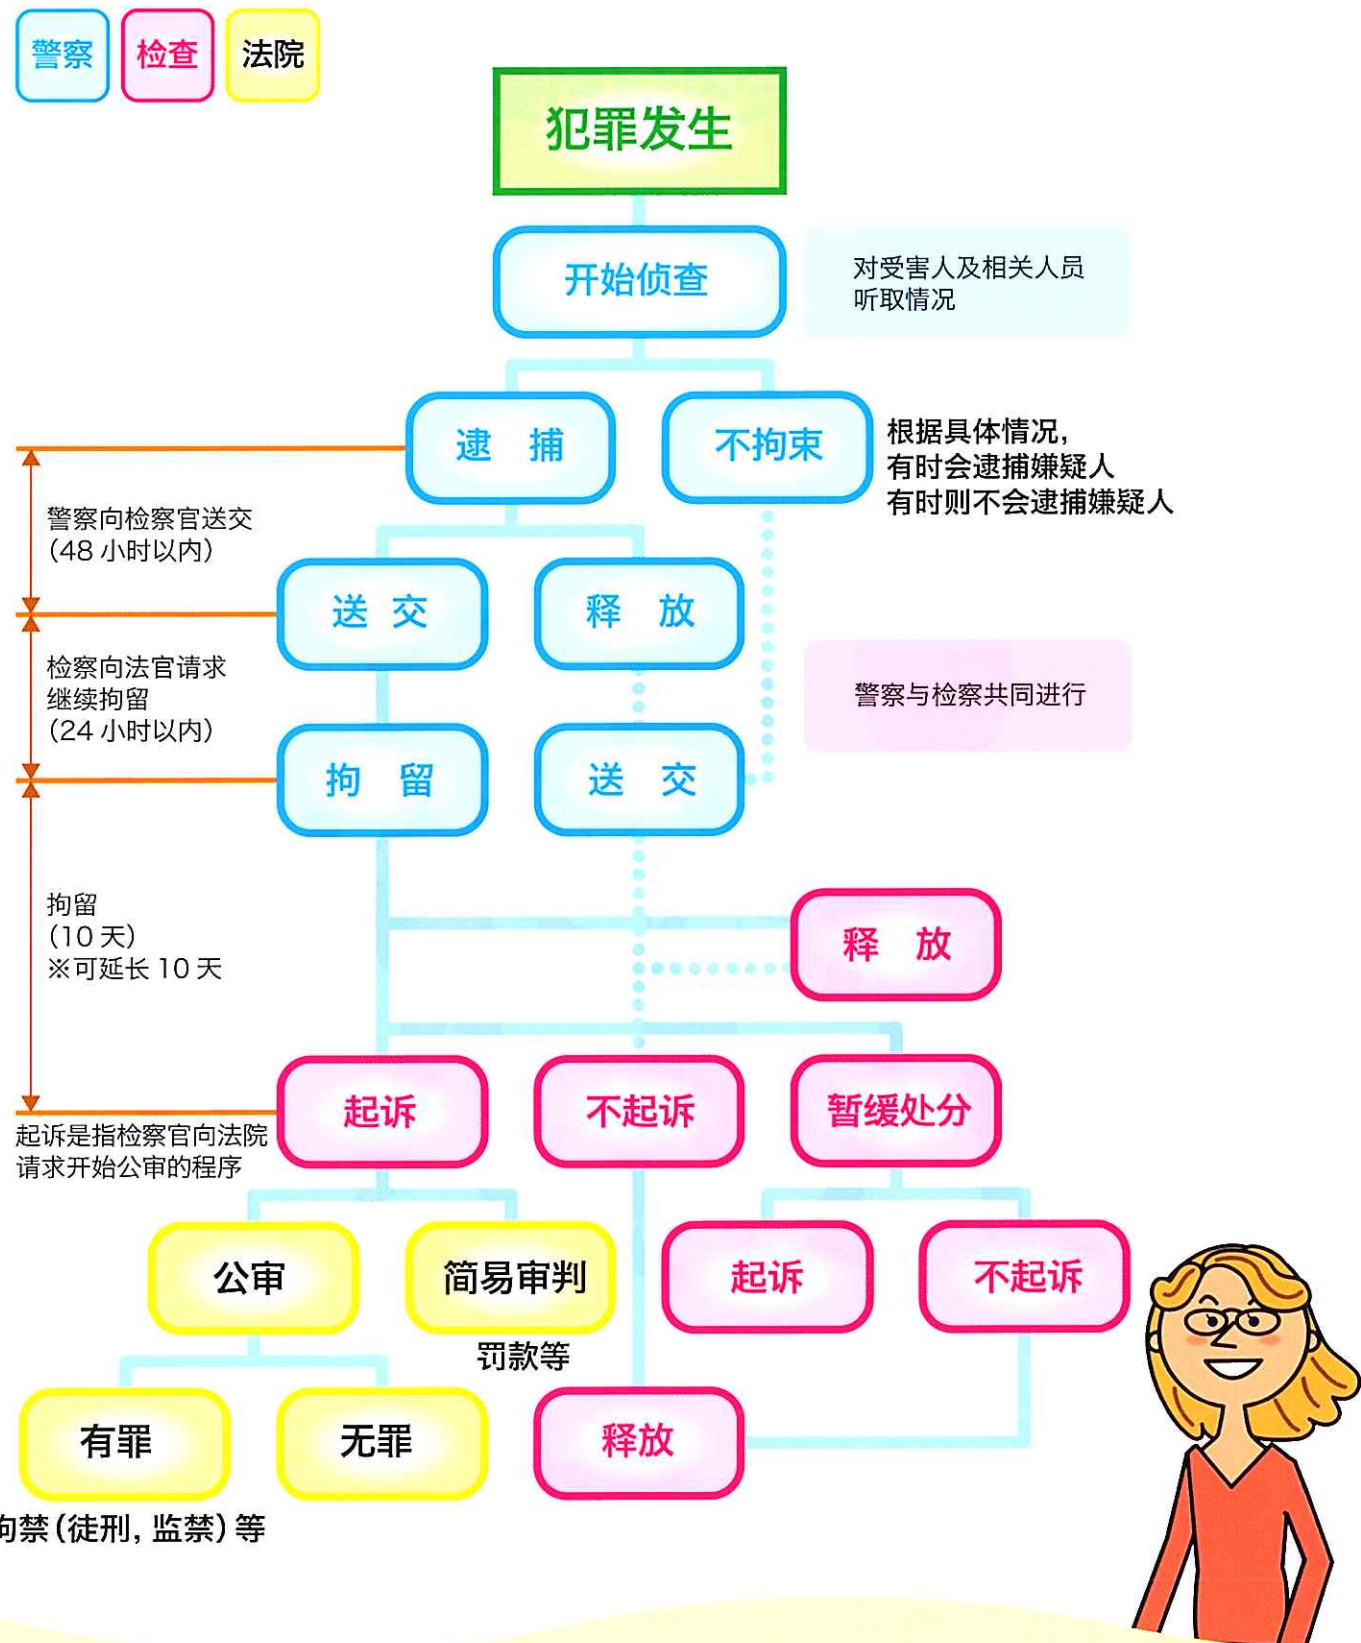 警察 检查 法院
犯罪发生
开始侦查
对受害人及相关人员
听取情况
逮 捕
不拘束
根据具体情况,
有时会逮捕嫌疑人
有时则不会逮捕嫌疑人
警察向检察官送交
(48 小时以内)
送 交
释 放
检察向法官请求
继续拘留
(24 小时以内)
警察与检察共同进行
拘 留
送 交
拘留
(10 天)
※可延长 10 天
释 放
起诉
不起诉
暂缓处分
起诉是指检察官向法院
请求开始公审的程序
公审
简易审判
起诉
不起诉
罚款等
有罪
无罪
释放
拘禁(徒刑, 监禁) 等